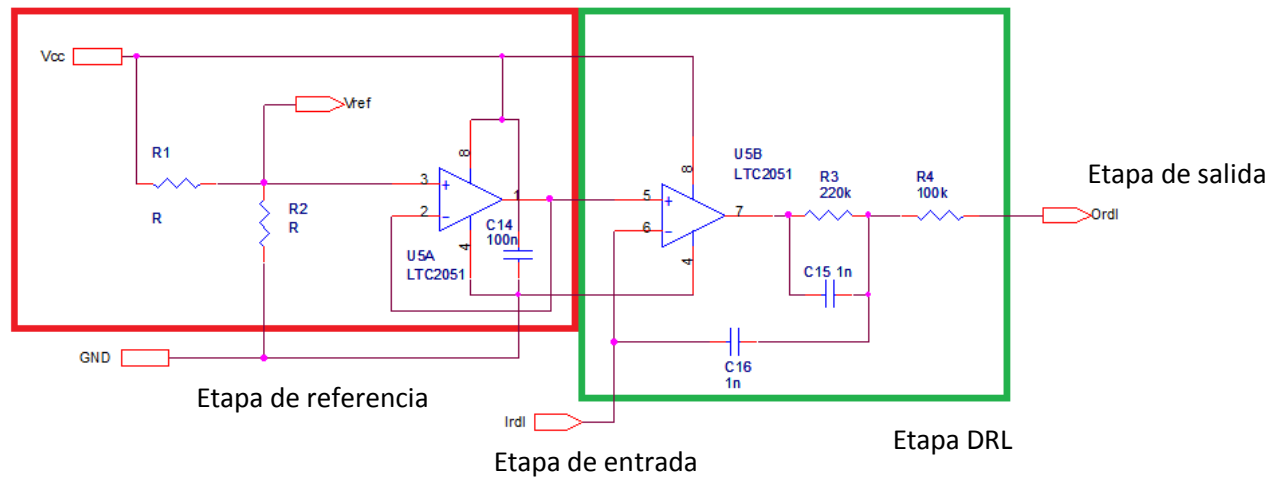 Vcc
Vref
R1
R
R2
R
3
2
8
1
4
C14
100n
U5A
LTC2051
GND
Etapa de referencia
5
6
8
7
4
U5B
LTC2051
R3
220k
R4
100k
C15 1n
C16
1n
Etapa de salida
Ordl
Irdl
Etapa de entrada
Etapa DRL